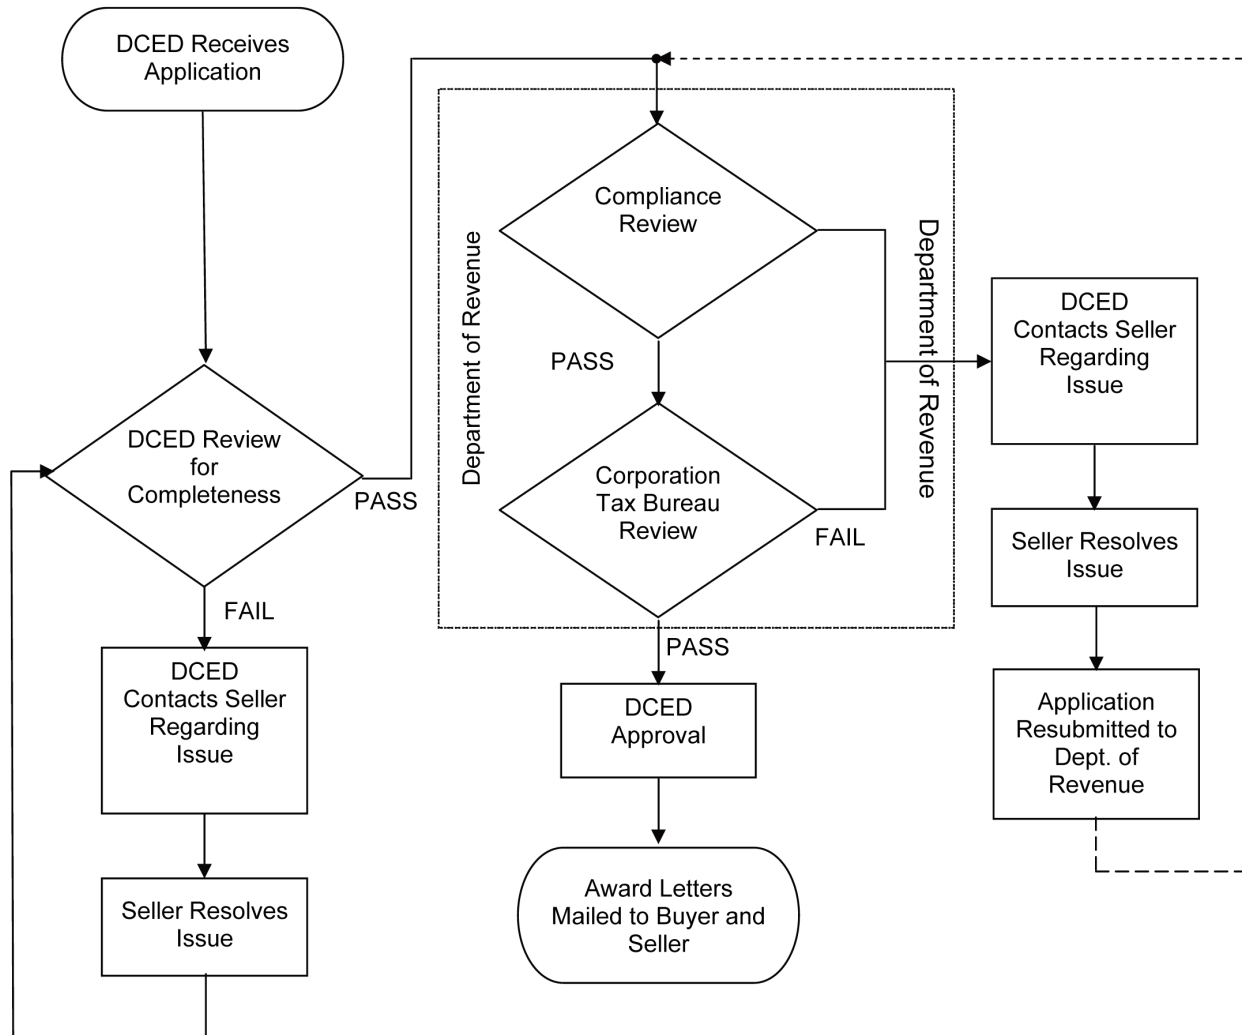 DCED Receives
Application
DCED Review
for
Completeness
PASS
FAIL
DCED
Contacts Seller
Regarding
Issue
Seller Resolves
Issue
Department of Revenue
Compliance
Review
PASS
Corporation
Tax Bureau
Review
FAIL
PASS
Department of Revenue
DCED
Approval
Award Letters
Mailed to Buyer and
Seller
DCED
Contacts Seller
Regarding
Issue
Seller Resolves
Issue
Application
Resubmitted to
Dept. of
Revenue